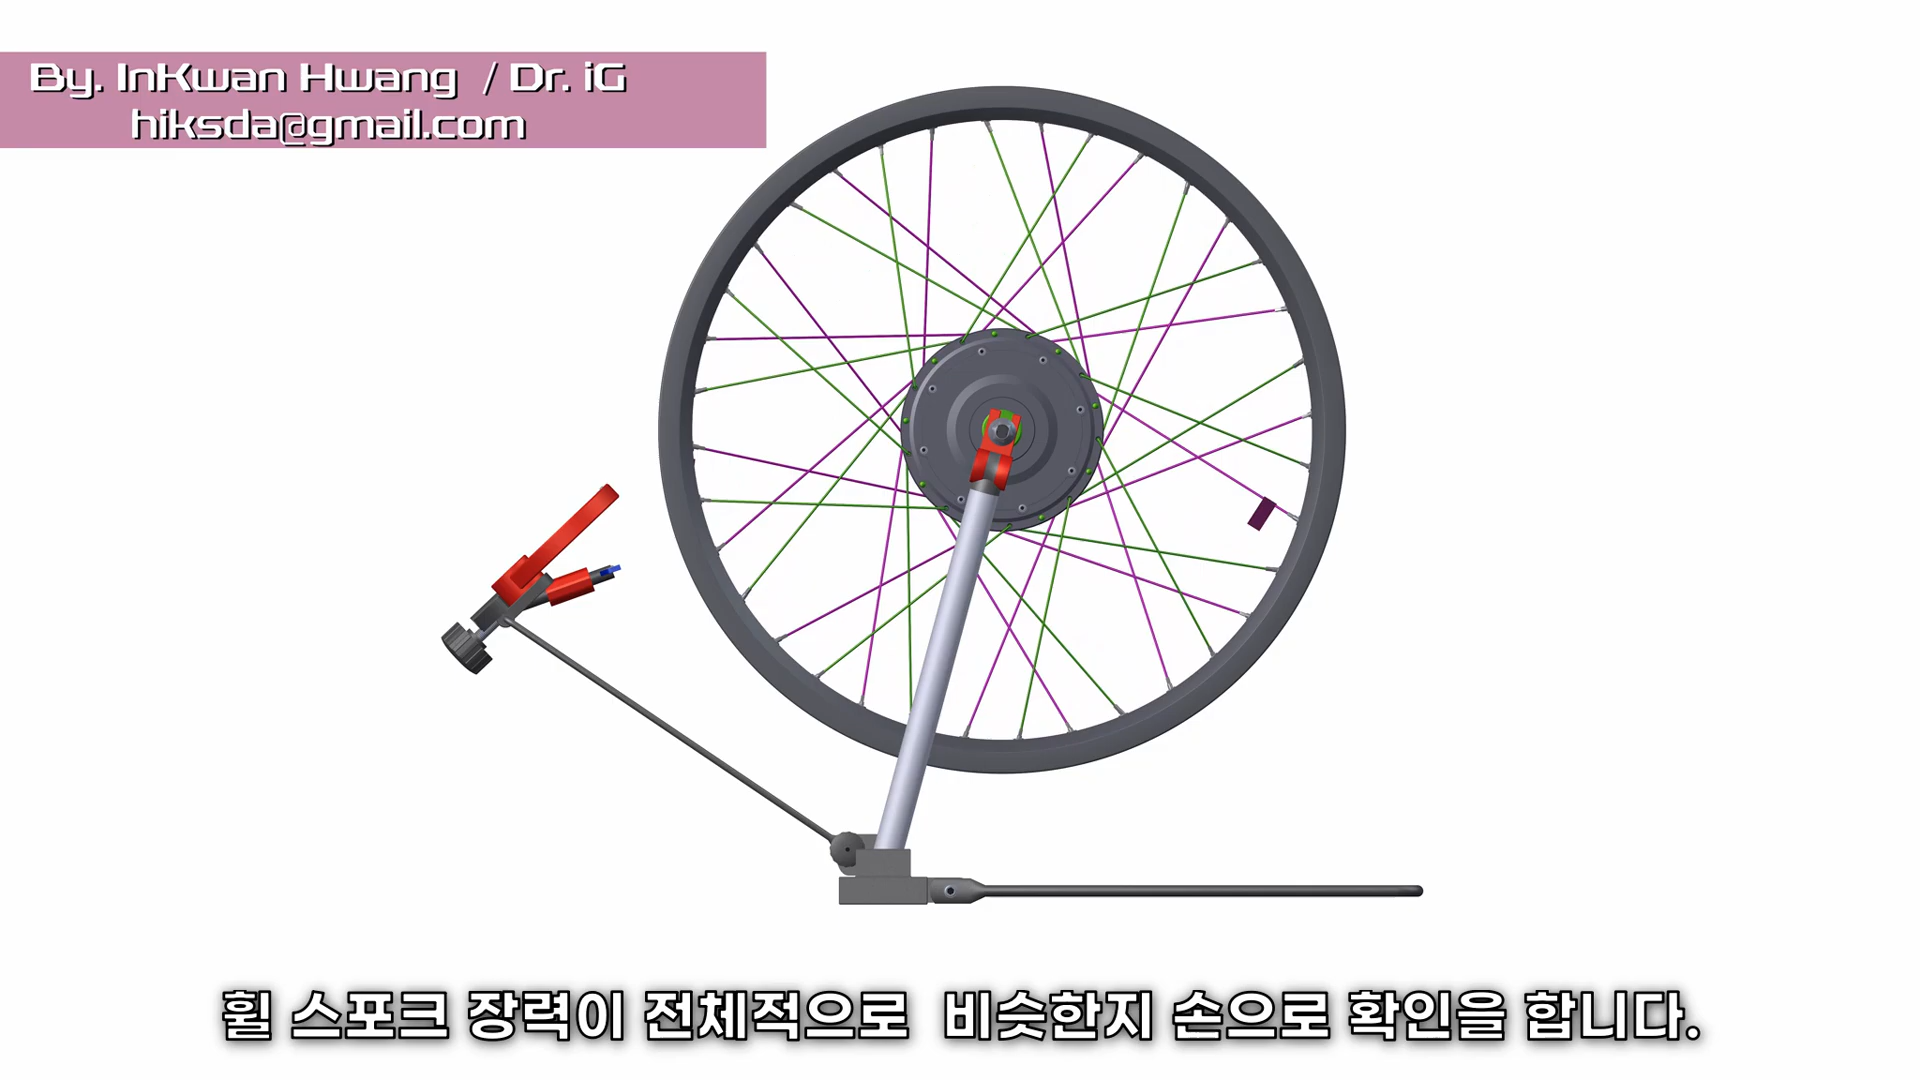 By. InKwan Hwang / Dr. iG
hiksda@gmail.com
휠 스포크 장력이 전체적으로 비슷한지 손으로 확인을 합니다.